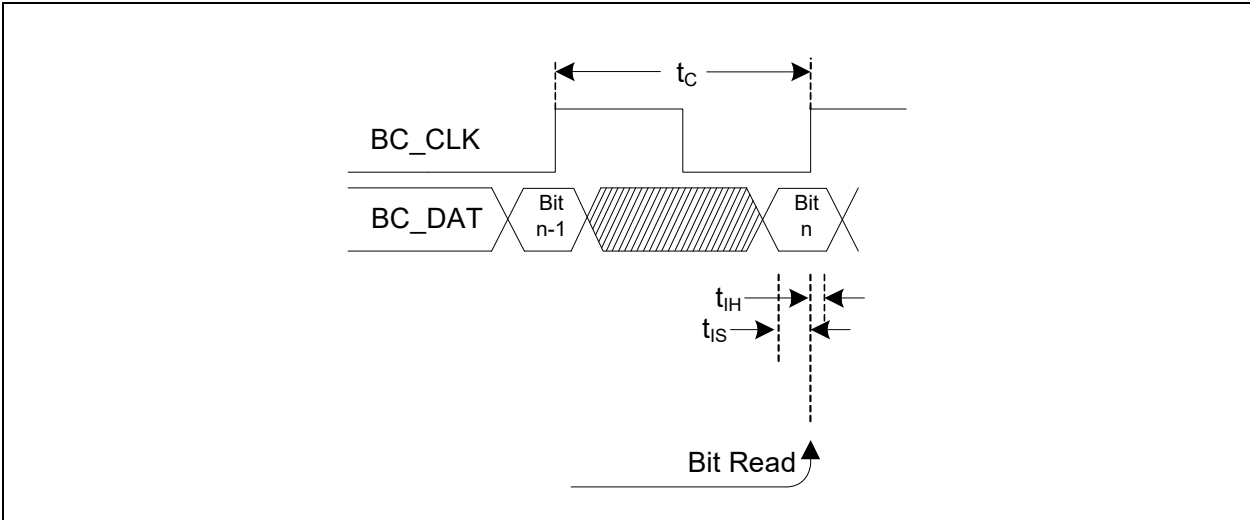 t_C
BC_CLK
BC_DAT
Bit
n-1
Bit
n
t_IH
t_IS
Bit Read